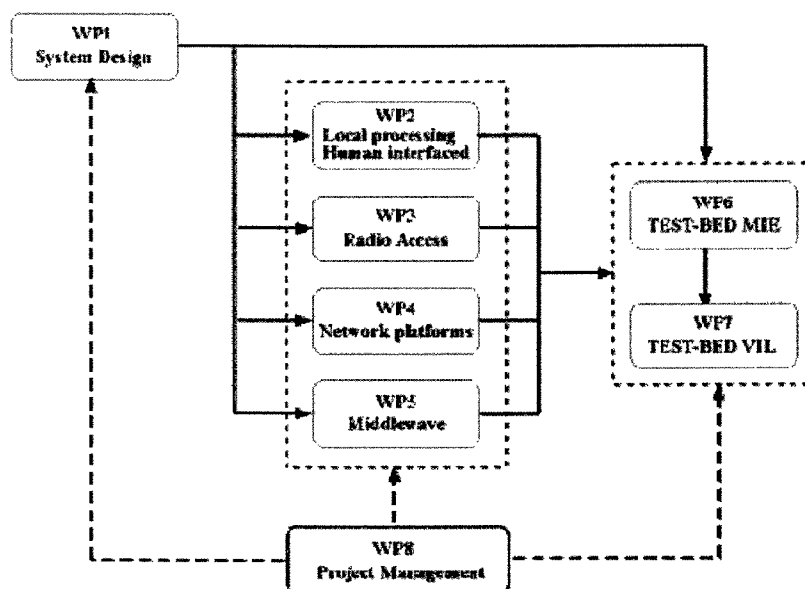 WP1
System Design
WP2
Local processing
Human interfaced
WP3
Radio Access
WP4
Network platforms
WP5
Middlewave
WP6
TEST-BED MIE
WP7
TEST-BED VIL
WP8
Project Management